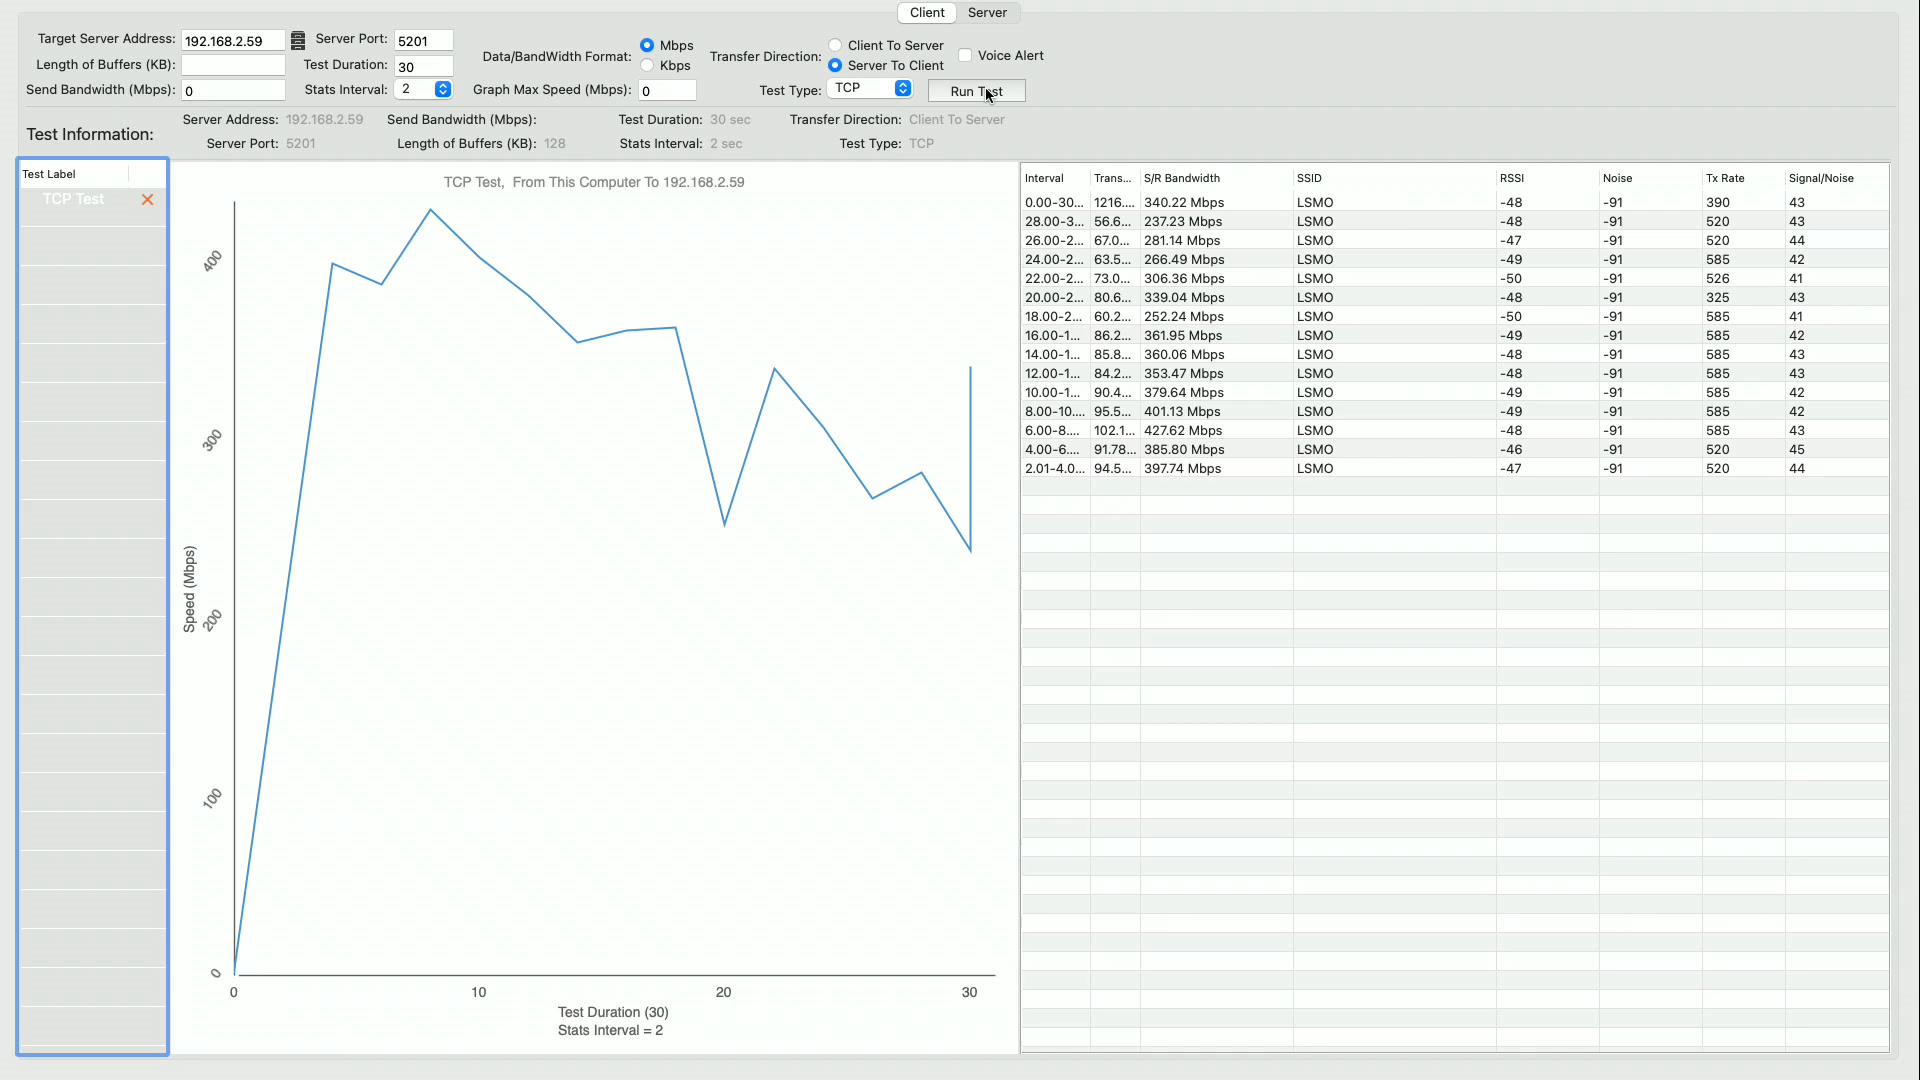 Client Server
Target Server Address: 192.168.2.59 Server Port: 5201
Length of Buffers (KB): Test Duration: 30
Send Bandwidth (Mbps): 0 Stats Interval: 2
Data/BandWidth Format: Mbps Kbps
Graph Max Speed (Mbps): 0
Transfer Direction: Client To Server Server To Client
Voice Alert
Test Type: TCP Run Test
Test Information:
Server Address: 192.168.2.59 Send Bandwidth (Mbps): Test Duration: 30 sec Transfer Direction: Client To Server
Server Port: 5201 Length of Buffers (KB): 128 Stats Interval: 2 sec Test Type: TCP
Test Label
TCP Test
TCP Test, From This Computer To 192.168.2.59
400
300
200
100
0
Speed (Mbps)
0 10 20 30
Test Duration (30)
Stats Interval = 2
Interval Trans... S/R Bandwidth SSID RSSI Noise Tx Rate Signal/Noise
0.00-30... 1216.... 340.22 Mbps LSMO -48 -91 390 43
28.00-3... 56.6... 237.23 Mbps LSMO -48 -91 520 43
26.00-2... 67.0... 281.14 Mbps LSMO -47 -91 520 44
24.00-2... 63.5... 266.49 Mbps LSMO -49 -91 585 42
22.00-2... 73.0... 306.36 Mbps LSMO -50 -91 526 41
20.00-2... 80.6... 339.04 Mbps LSMO -48 -91 325 43
18.00-2... 60.2... 252.24 Mbps LSMO -50 -91 585 41
16.00-1... 86.2... 361.95 Mbps LSMO -49 -91 585 42
14.00-1... 85.8... 360.06 Mbps LSMO -48 -91 585 43
12.00-1... 84.2... 353.47 Mbps LSMO -48 -91 585 43
10.00-1... 90.4... 379.64 Mbps LSMO -49 -91 585 42
8.00-10.... 95.5... 401.13 Mbps LSMO -49 -91 585 42
6.00-8.... 102.1... 427.62 Mbps LSMO -48 -91 585 43
4.00-6.... 91.78... 385.80 Mbps LSMO -46 -91 520 45
2.01-4.0... 94.5... 397.74 Mbps LSMO -47 -91 520 44